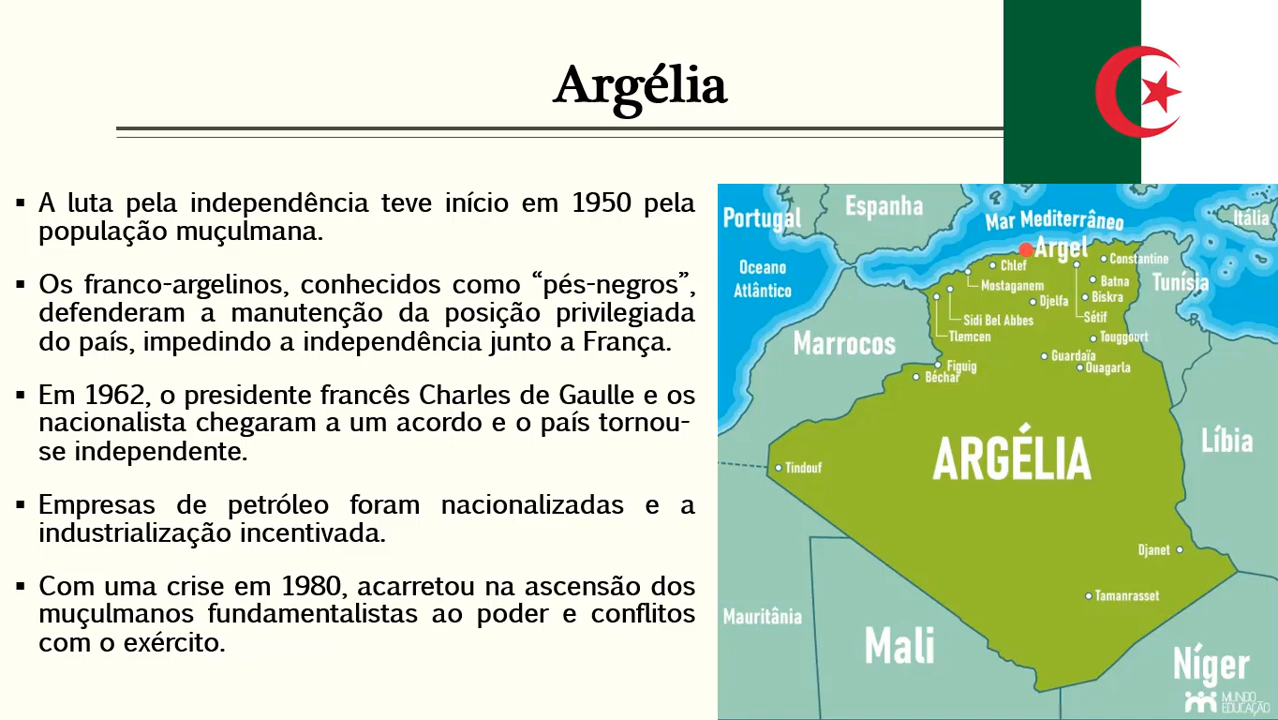 Argélia
▪ A luta pela independência teve início em 1950 pela
população muçulmana.
▪ Os franco-argelinos, conhecidos como “pés-negros”,
defenderam a manutenção da posição privilegiada
do país, impedindo a independência junto a França.
▪ Em 1962, o presidente francês Charles de Gaulle e os
nacionalista chegaram a um acordo e o país tornou-
se independente.
▪ Empresas de petróleo foram nacionalizadas e a
industrialização incentivada.
▪ Com uma crise em 1980, acarretou na ascensão dos
muçulmanos fundamentalistas ao poder e conflitos
com o exército.
Portugal
Espanha
Mar Mediterrâneo
Itália
Oceano
Atlântico
Argel
Chlef
Constantine
Mostaganem
Batna
Tunísia
Djelfa
Biskra
Sidi Bel Abbes
Sétif
Tlemcen
Touggourt
Marrocos
Guardaïa
Figuig
Ouagarla
Béchar
Líbia
ARGÉLIA
Tindouf
Djanet
Tamanrasset
Mauritânia
Mali
Níger
MUNDO
EDUCAÇÃO